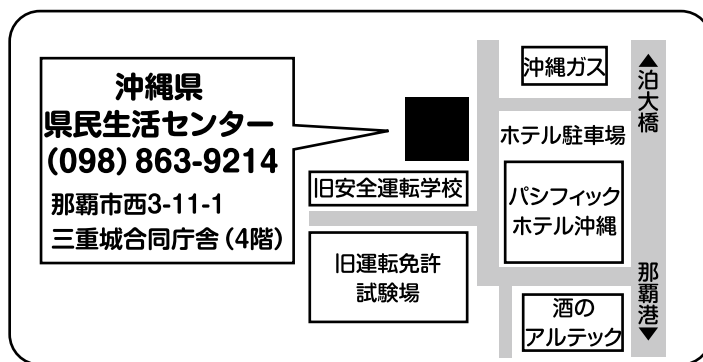 沖縄県
県民生活センター
(098) 863-9214
那覇市西3-11-1
三重城合同庁舎 (4階)
旧安全運転学校
旧運転免許
試験場
沖縄ガス
ホテル駐車場
パシフィック
ホテル沖縄
酒の
アルテック
▲泊大橋
那覇港▼